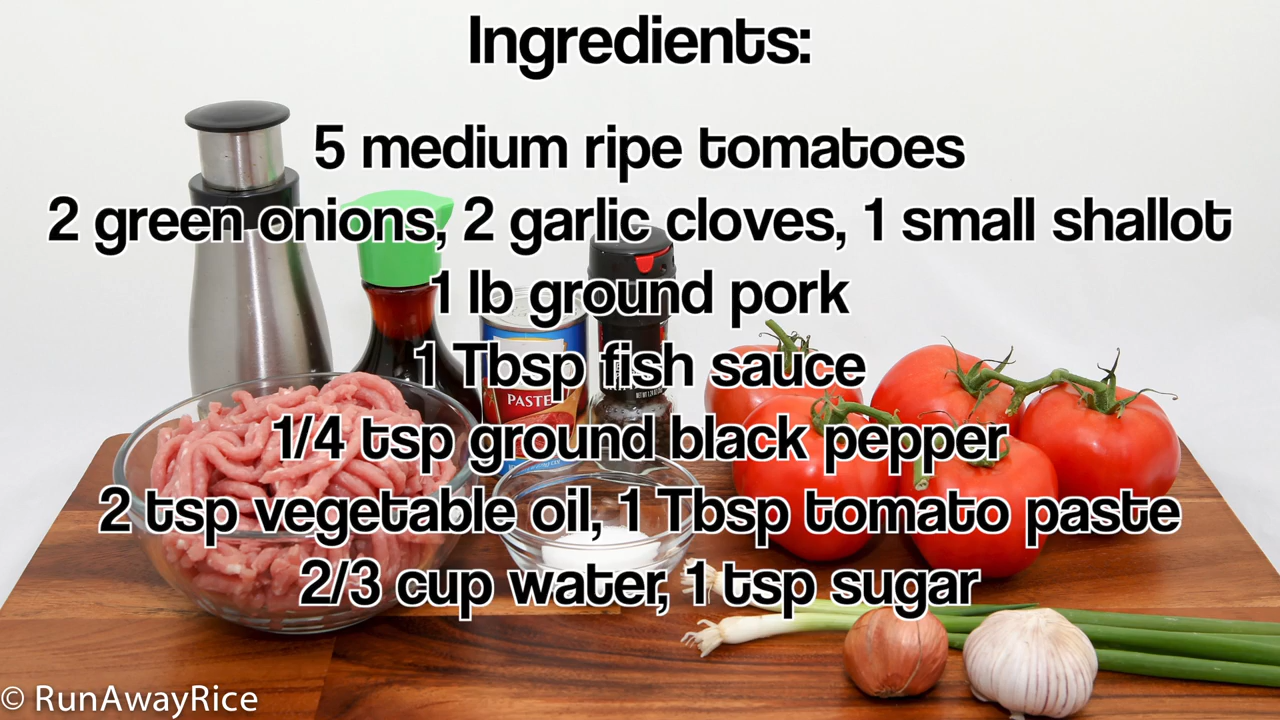 Ingredients:
5 medium ripe tomatoes
2 green onions, 2 garlic cloves, 1 small shallot
1 lb ground pork
1 Tbsp fish sauce
PASTE
1/4 tsp ground black pepper
2 tsp vegetable oil, 1 Tbsp tomato paste
2/3 cup water, 1 tsp sugar
© RunAwayRice